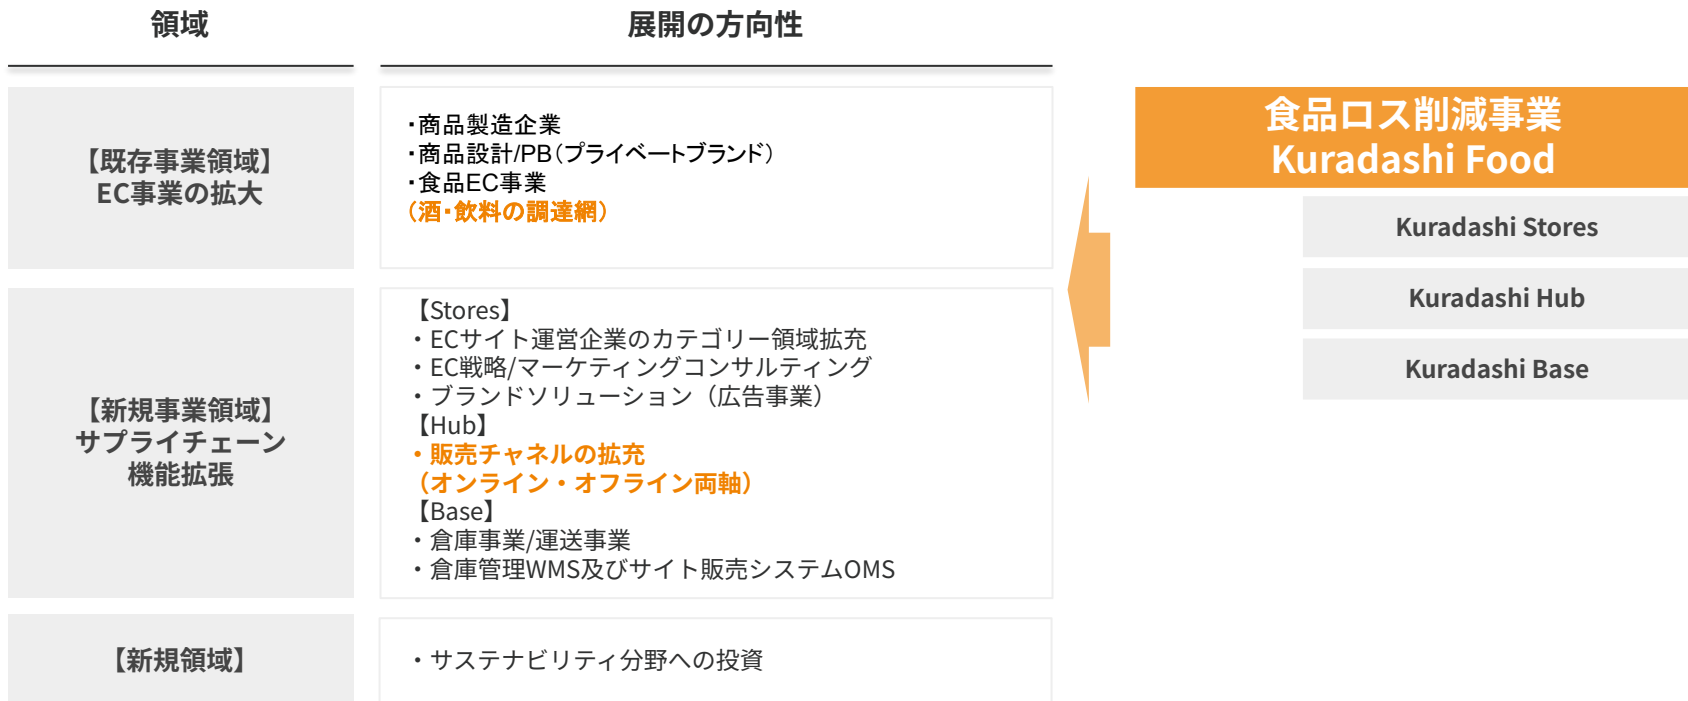 領域
展開の方向性
【既存事業領域】
EC事業の拡大
・商品製造企業
・商品設計/PB（プライベートブランド）
・食品EC事業
（酒・飲料の調達網）
【新規事業領域】
サプライチェーン
機能拡張
【Stores】
・ECサイト運営企業のカテゴリー領域拡充
・EC戦略/マーケティングコンサルティング
・ブランドソリューション（広告事業）
【Hub】
・販売チャネルの拡充
（オンライン・オフライン両軸）
【Base】
・倉庫事業/運送事業
・倉庫管理WMS及びサイト販売システムOMS
【新規領域】
・サステナビリティ分野への投資
食品ロス削減事業
Kuradashi Food
Kuradashi Stores
Kuradashi Hub
Kuradashi Base